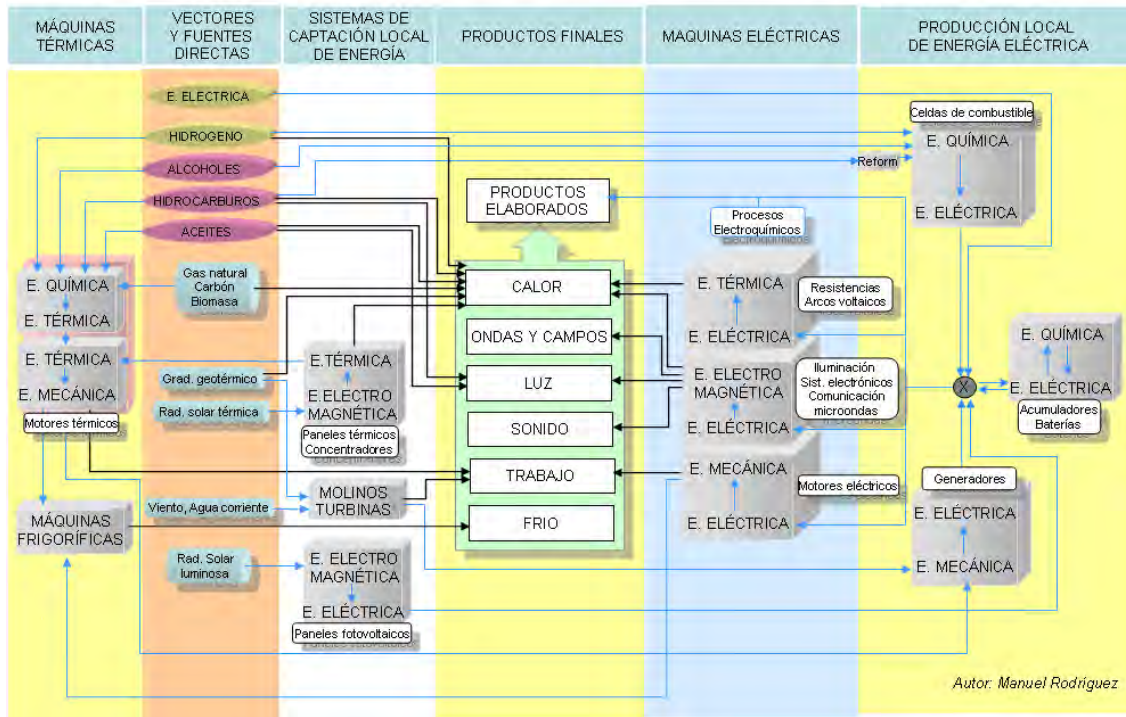 MÁQUINAS
TÉRMICAS
VECTORES
Y FUENTES
DIRECTAS
SISTEMAS DE
CAPTACIÓN LOCAL
DE ENERGÍA
PRODUCTOS FINALES
MAQUINAS ELÉCTRICAS
PRODUCCIÓN LOCAL
DE ENERGÍA ELÉCTRICA
E. ELECTRICA
HIDROGENO
ALCOHOLES
HIDROCARBUROS
ACEITES
Gas natural
Carbón
Biomasa
Grad. geotérmico
Rad. solar térmica
Viento, Agua corriente
Rad. Solar
luminosa
E. QUÍMICA
E. TÉRMICA
E. TÉRMICA
E. MECÁNICA
Motores térmicos
MÁQUINAS
FRIGORÍFICAS
E.TÉRMICA
E. ELECTRO
MAGNÉTICA
Paneles térmicos
Concentradores
MOLINOS
TURBINAS
E. ELECTRO
MAGNÉTICA
E. ELÉCTRICA
Paneles fotovoltaicos
PRODUCTOS
ELABORADOS
CALOR
ONDAS Y CAMPOS
LUZ
SONIDO
TRABAJO
FRIO
Procesos
Electroquímicos
E. TÉRMICA
E. ELÉCTRICA
Resistencias
Arcos voltaicos
E. ELECTRO
MAGNÉTICA
E. ELÉCTRICA
Iluminación
Sist. electrónicos
Comunicación
microondas
E. MECÁNICA
E. ELÉCTRICA
Motores eléctricos
Celdas de combustible
E. QUÍMICA
E. ELÉCTRICA
Reform
X
E. QUÍMICA
E. ELÉCTRICA
Acumuladores
Baterías
Generadores
E. ELÉCTRICA
E. MECÁNICA
Autor: Manuel Rodríguez